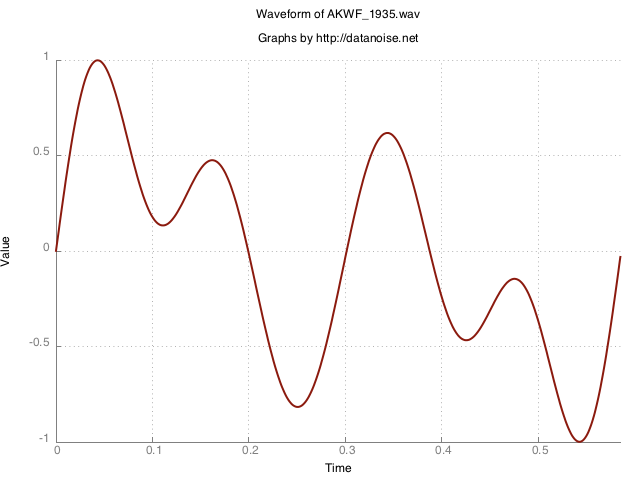 Waveform of AKWF_1935.wav
Graphs by http://datanoise.net
1
0.5
0
-0.5
-1
Value
0 0.1 0.2 0.3 0.4 0.5
Time